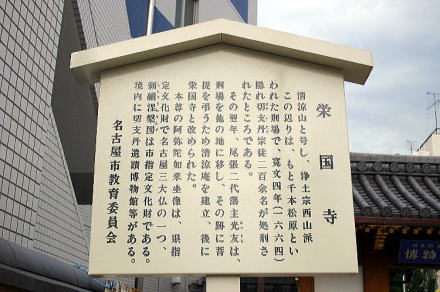 栄国寺
清涼山と号し、浄土宗西山派
この辺りは、もと千本松原とい
われた刑場で、寛文四年(一六六四)
隠れ切支丹宗徒二百余名が処刑さ
れたところである。
その翌年、尾張二代藩主光友は、
刑場を他の地に移し、その跡に菩
提を弔うため清涼庵を建立、後に
栄国寺と改められた。
本尊の阿弥陀如来坐像は、県指
定文化財で名古屋三大仏の一つ、
刺繍涅槃図は市指定文化財である。
境内に切支丹遺蹟博物館等がある。
名古屋市教育委員会
博物